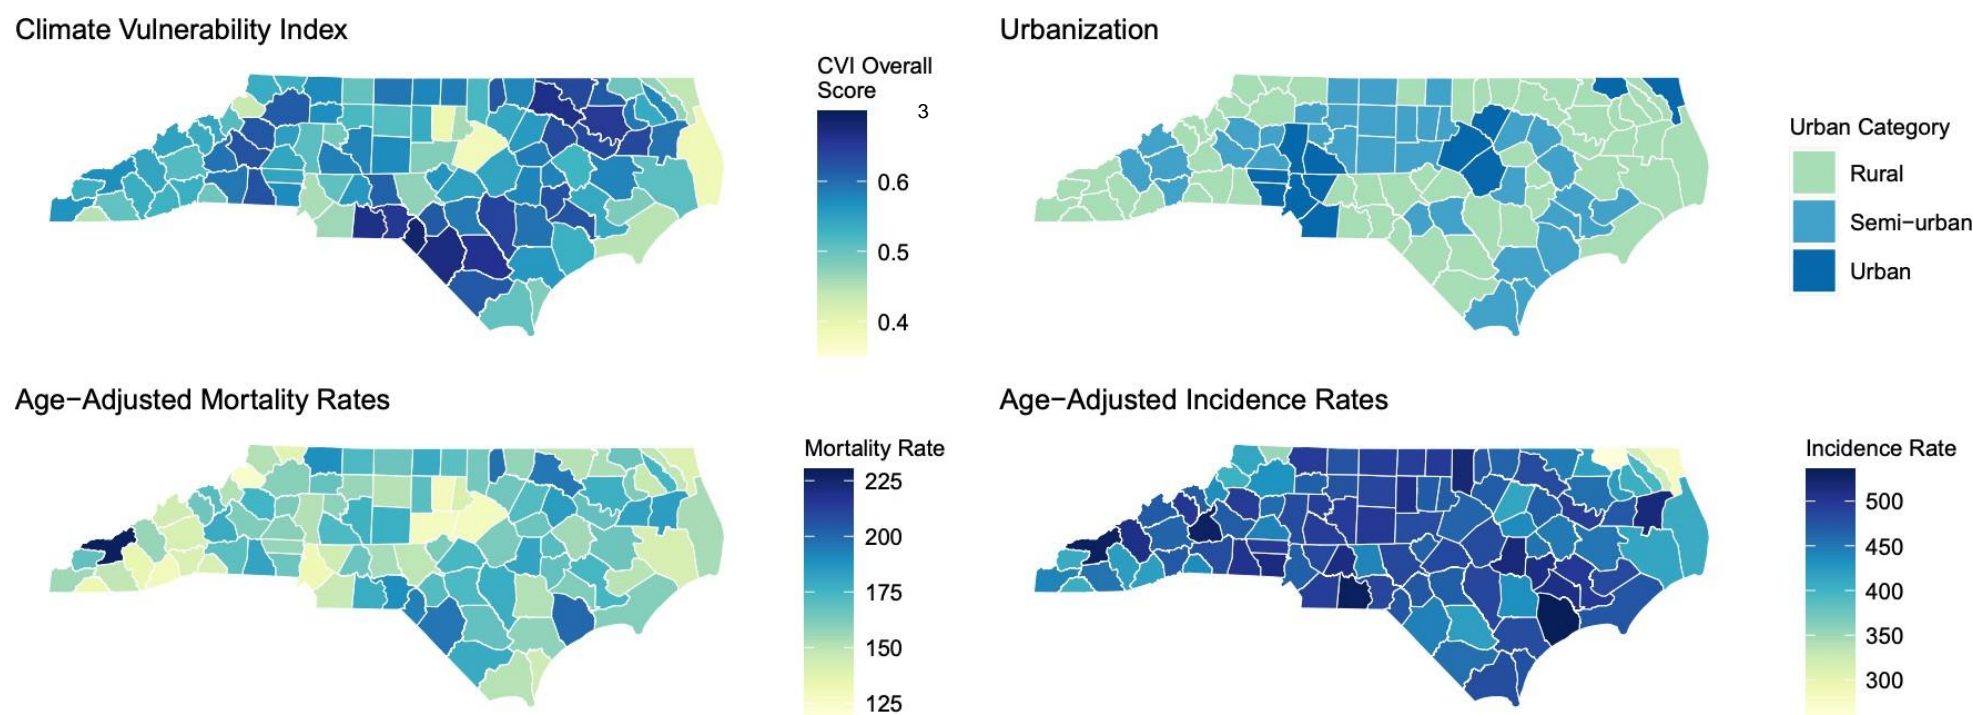 Climate Vulnerability Index
CVI Overall
Score
3
0.6
0.5
0.4
Urbanization
Urban Category
Rural
Semi−urban
Urban
Age−Adjusted Mortality Rates
Mortality Rate
225
200
175
150
125
Age−Adjusted Incidence Rates
Incidence Rate
500
450
400
350
300